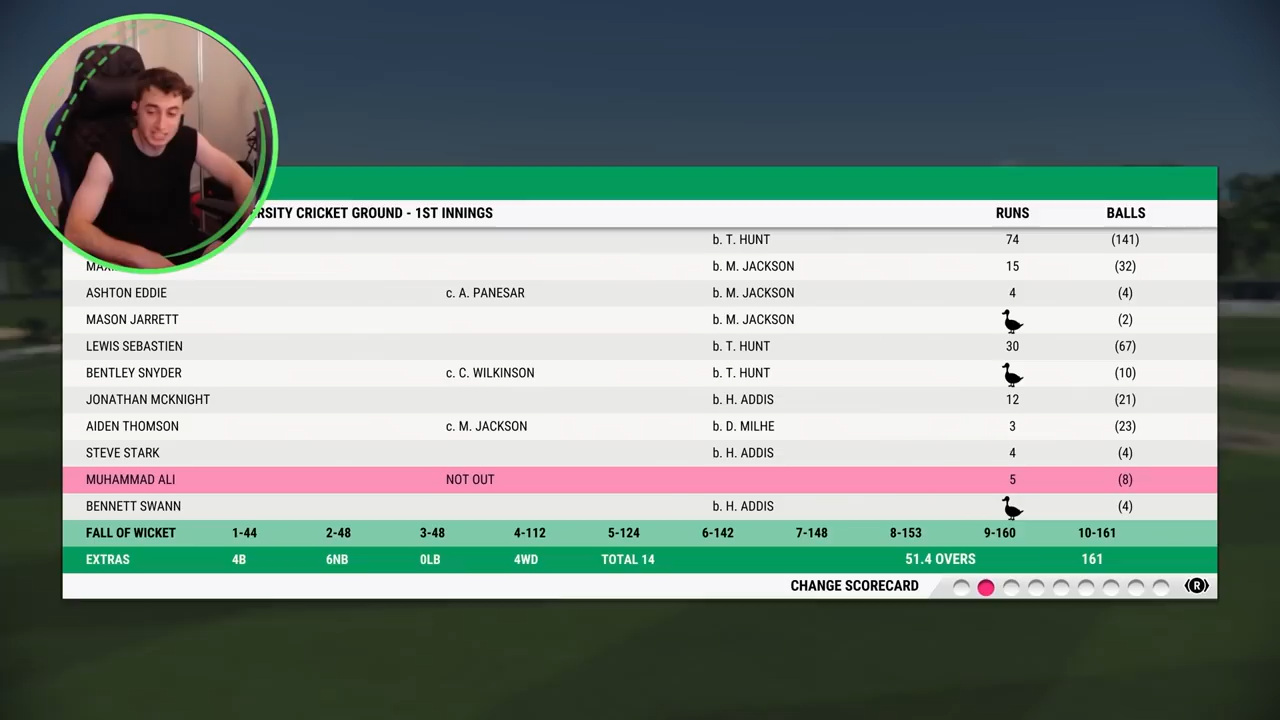 RSITY CRICKET GROUND - 1ST INNINGS RUNS BALLS
b. T. HUNT 74 (141)
b. M. JACKSON 15 (32)
ASHTON EDDIE c. A. PANESAR b. M. JACKSON 4 (4)
MASON JARRETT b. M. JACKSON (2)
LEWIS SEBASTIEN b. T. HUNT 30 (67)
BENTLEY SNYDER c. C. WILKINSON b. T. HUNT (10)
JONATHAN MCKNIGHT b. H. ADDIS 12 (21)
AIDEN THOMSON c. M. JACKSON b. D. MILHE 3 (23)
STEVE STARK b. H. ADDIS 4 (4)
MUHAMMAD ALI NOT OUT 5 (8)
BENNETT SWANN b. H. ADDIS (4)
FALL OF WICKET 1-44 2-48 3-48 4-112 5-124 6-142 7-148 8-153 9-160 10-161
EXTRAS 4B 6NB 0LB 4WD TOTAL 14 51.4 OVERS 161
CHANGE SCORECARD R